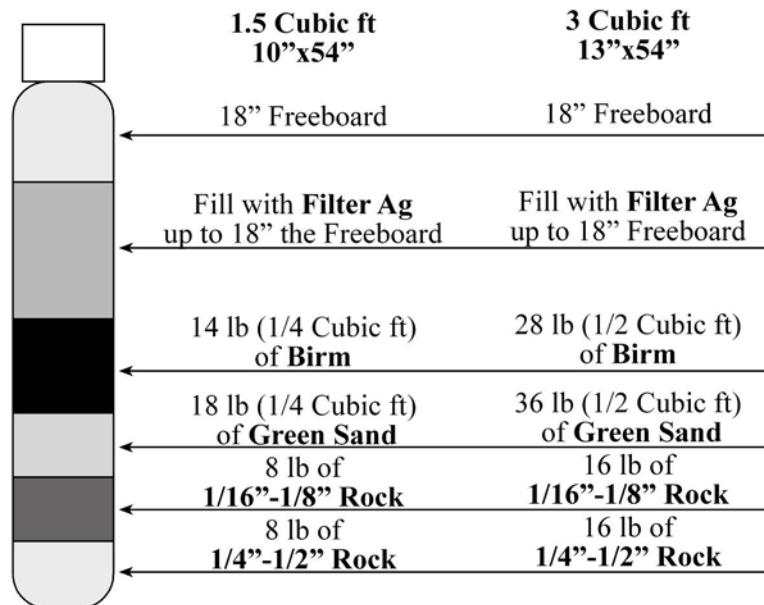 1.5 Cubic ft
10”x54”
3 Cubic ft
13”x54”
18” Freeboard
18” Freeboard
Fill with Filter Ag
up to 18” the Freeboard
Fill with Filter Ag
up to 18” Freeboard
14 lb (1/4 Cubic ft)
of Birm
28 lb (1/2 Cubic ft)
of Birm
18 lb (1/4 Cubic ft)
of Green Sand
36 lb (1/2 Cubic ft)
of Green Sand
8 lb of
1/16”-1/8” Rock
16 lb of
1/16”-1/8” Rock
8 lb of
1/4”-1/2” Rock
16 lb of
1/4”-1/2” Rock